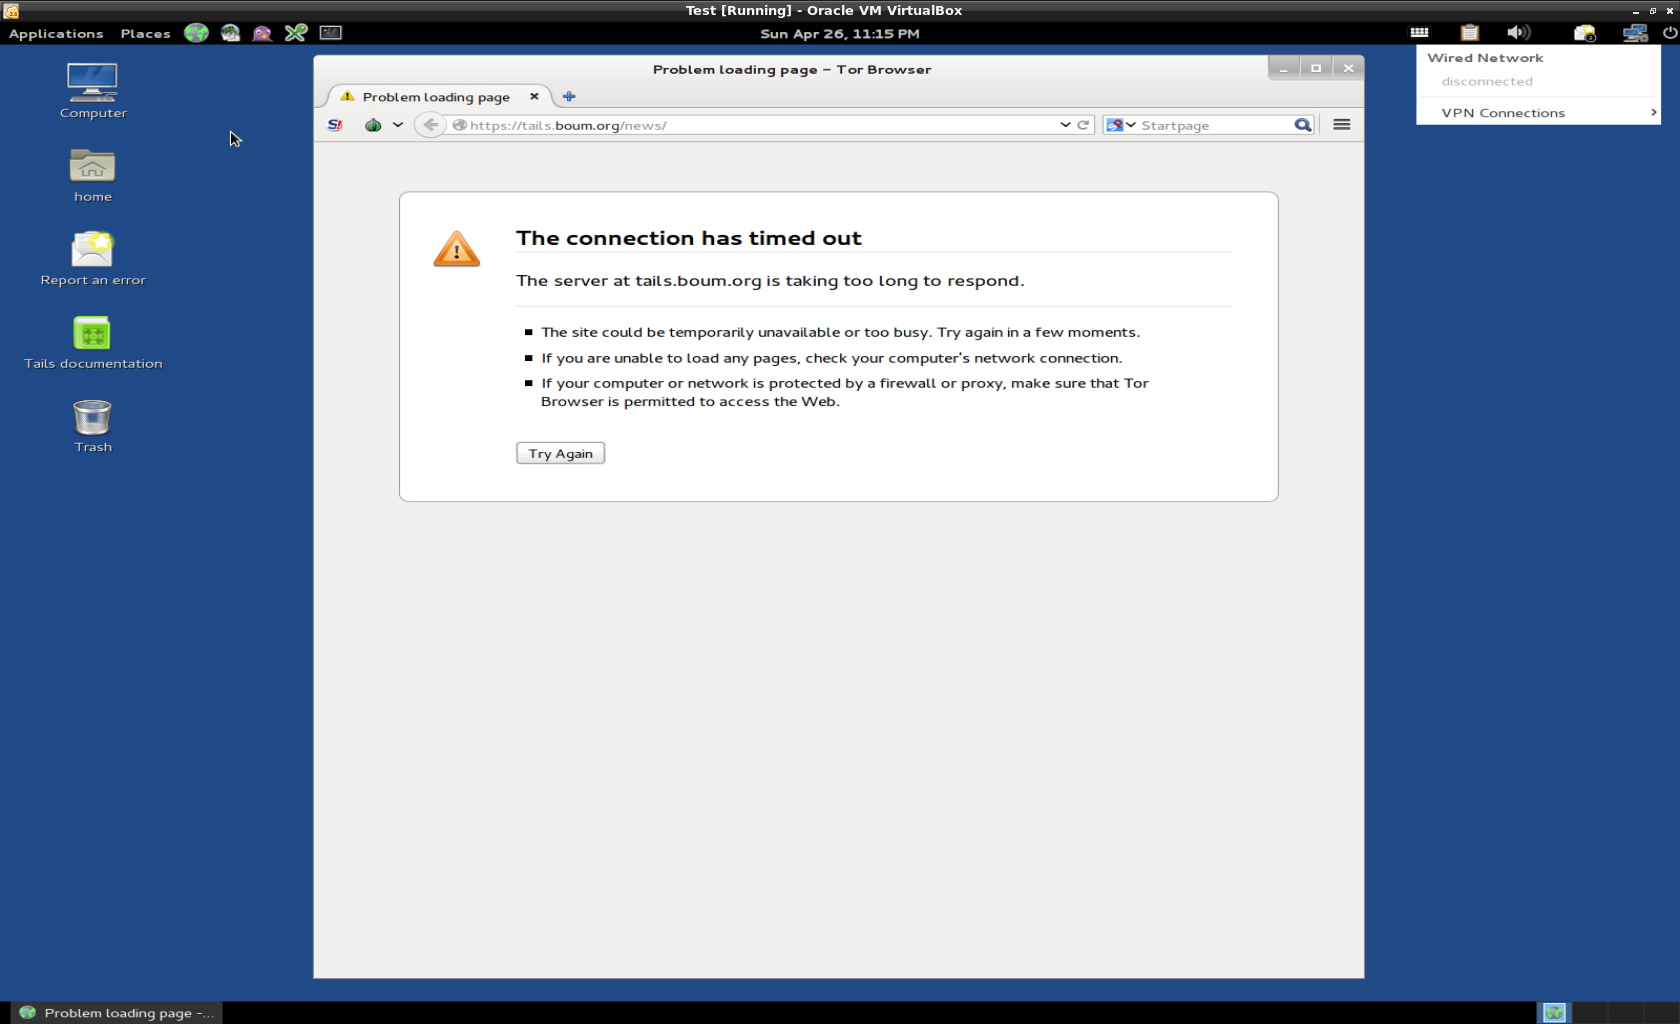 Test [Running] - Oracle VM VirtualBox
Applications Places Sun Apr 26, 11:15 PM
Wired Network
disconnected
VPN Connections
Computer
home
Report an error
Tails documentation
Trash
Problem loading page – Tor Browser
Problem loading page
https://tails.boum.org/news/ Startpage
The connection has timed out
The server at tails.boum.org is taking too long to respond.
The site could be temporarily unavailable or too busy. Try again in a few moments.
If you are unable to load any pages, check your computer's network connection.
If your computer or network is protected by a firewall or proxy, make sure that Tor
Browser is permitted to access the Web.
Try Again
Problem loading page -...